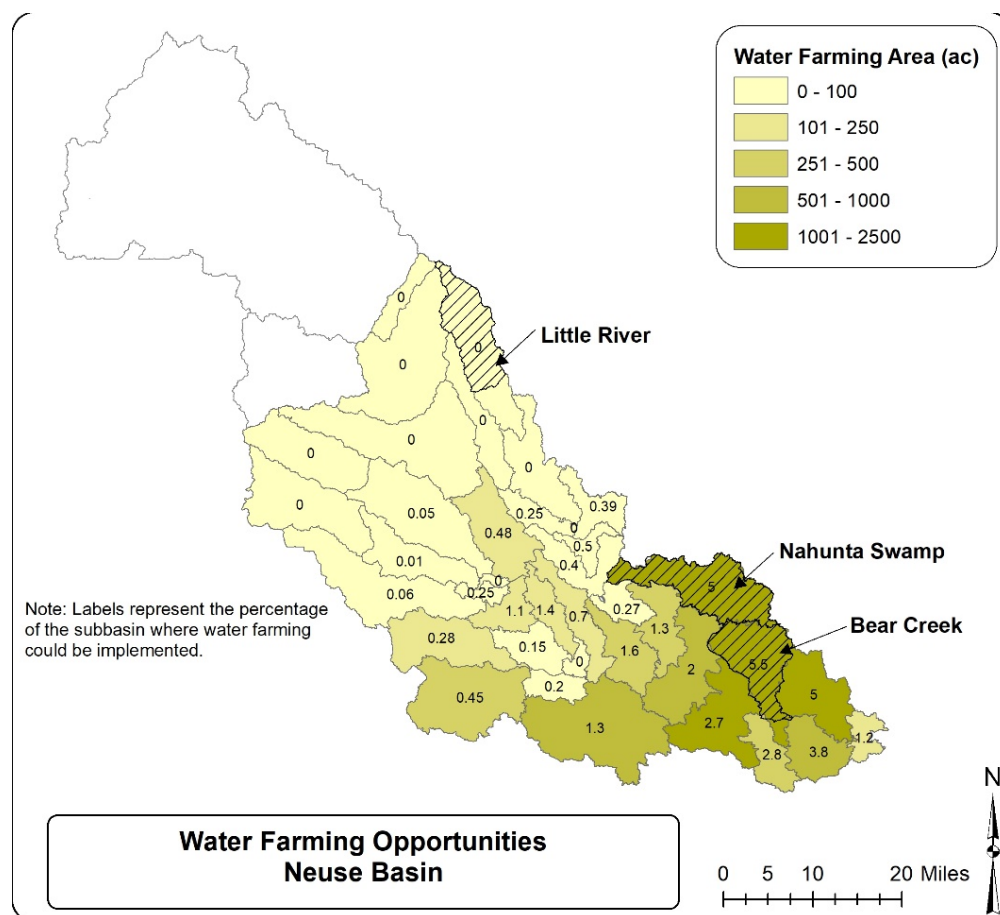 Water Farming Area (ac)
0 - 100
101 - 250
251 - 500
501 - 1000
1001 - 2500
0
0
0
Little River
0
0
0
0
0
0.05
0.25
0.39
0
0.48
0.5
0.4
0.01
0
0.25
0.06
Nahunta Swamp
5
Note: Labels represent the percentage
of the subbasin where water farming
could be implemented.
1.1
1.4
0.7
0.27
Bear Creek
0.28
0.15
0
1.6
1.3
2
5.5
0.45
0.2
5
1.3
2.7
2.8
3.8
1.2
Water Farming Opportunities
Neuse Basin
N
0 5 10 20 Miles